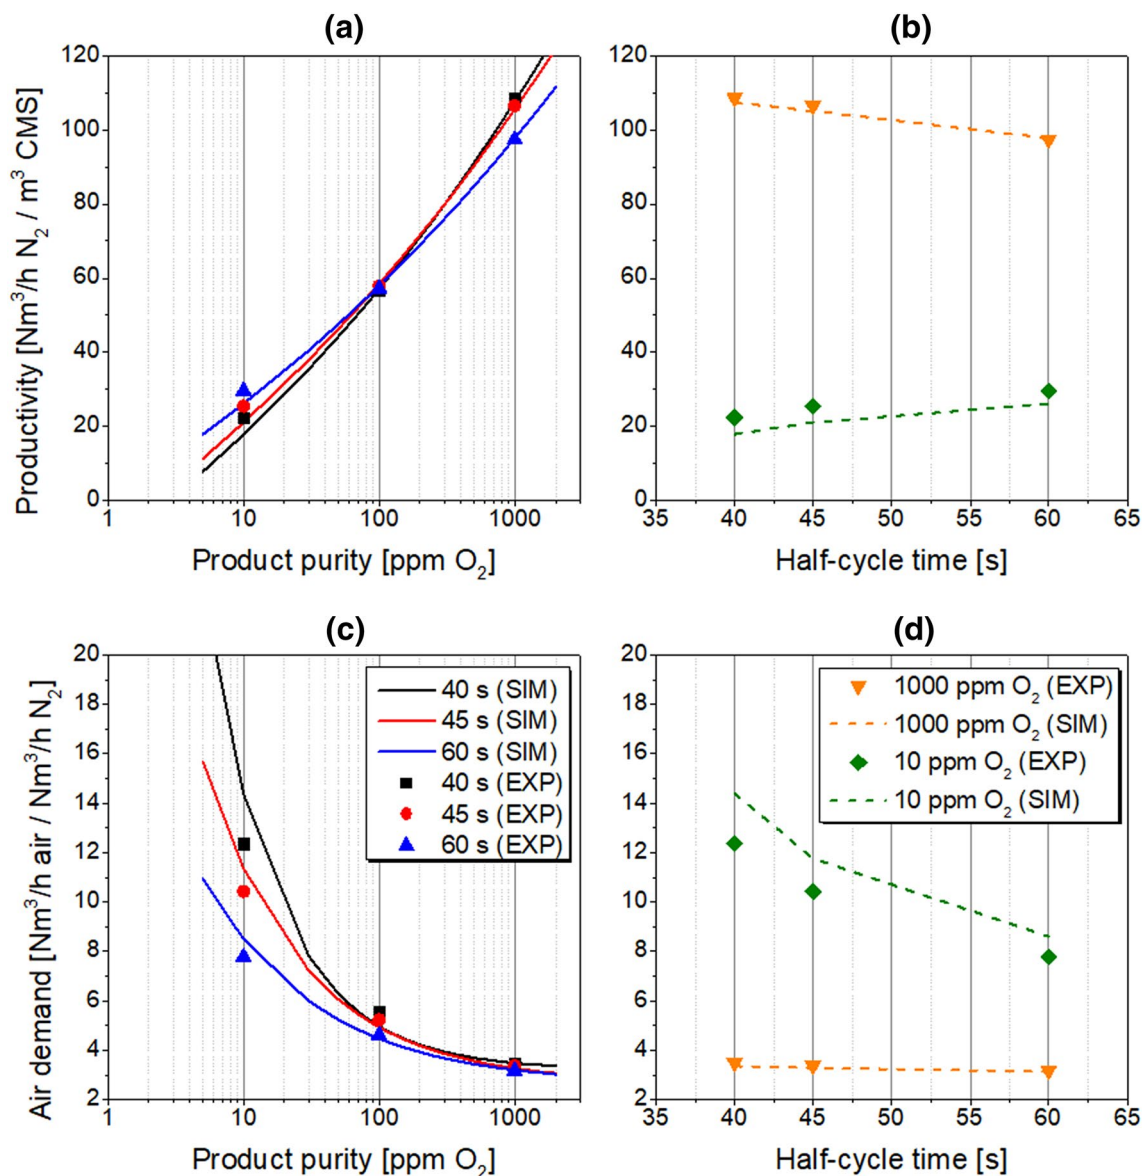 (a)
(b)
Productivity [Nm³/h N₂ / m³ CMS]
120
100
80
60
40
20
0
1 10 100 1000
Product purity [ppm O₂]
120
100
80
60
40
20
0
35 40 45 50 55 60 65
Half-cycle time [s]
(c)
(d)
Air demand [Nm³/h air / Nm³/h N₂]
20
18
16
14
12
10
8
6
4
2
40 s (SIM)
45 s (SIM)
60 s (SIM)
40 s (EXP)
45 s (EXP)
60 s (EXP)
1 10 100 1000
Product purity [ppm O₂]
20
18
16
14
12
10
8
6
4
2
1000 ppm O₂ (EXP)
1000 ppm O₂ (SIM)
10 ppm O₂ (EXP)
10 ppm O₂ (SIM)
35 40 45 50 55 60 65
Half-cycle time [s]